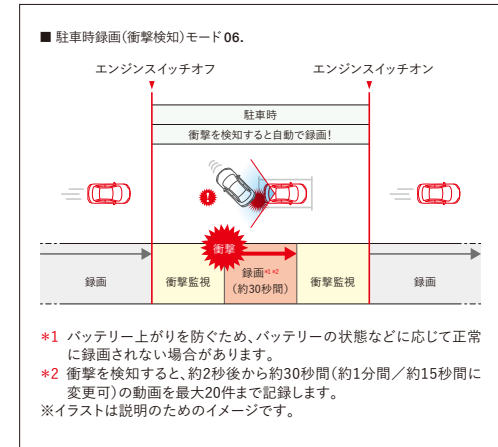 ■ 駐車時録画(衝撃検知)モード06.
エンジンスイッチオフ
エンジンスイッチオン
駐車時
衝撃を検知すると自動で録画!
!
衝撃
録画
衝撃監視
録画*1 *2
(約30秒間)
衝撃監視
録画
*1 バッテリー上がりを防ぐため、バッテリーの状態などに応じて正常
に録画されない場合があります。
*2 衝撃を検知すると、約2秒後から約30秒間(約1分間/約15秒間に
変更可)の動画を最大20件まで記録します。
※イラストは説明のためのイメージです。